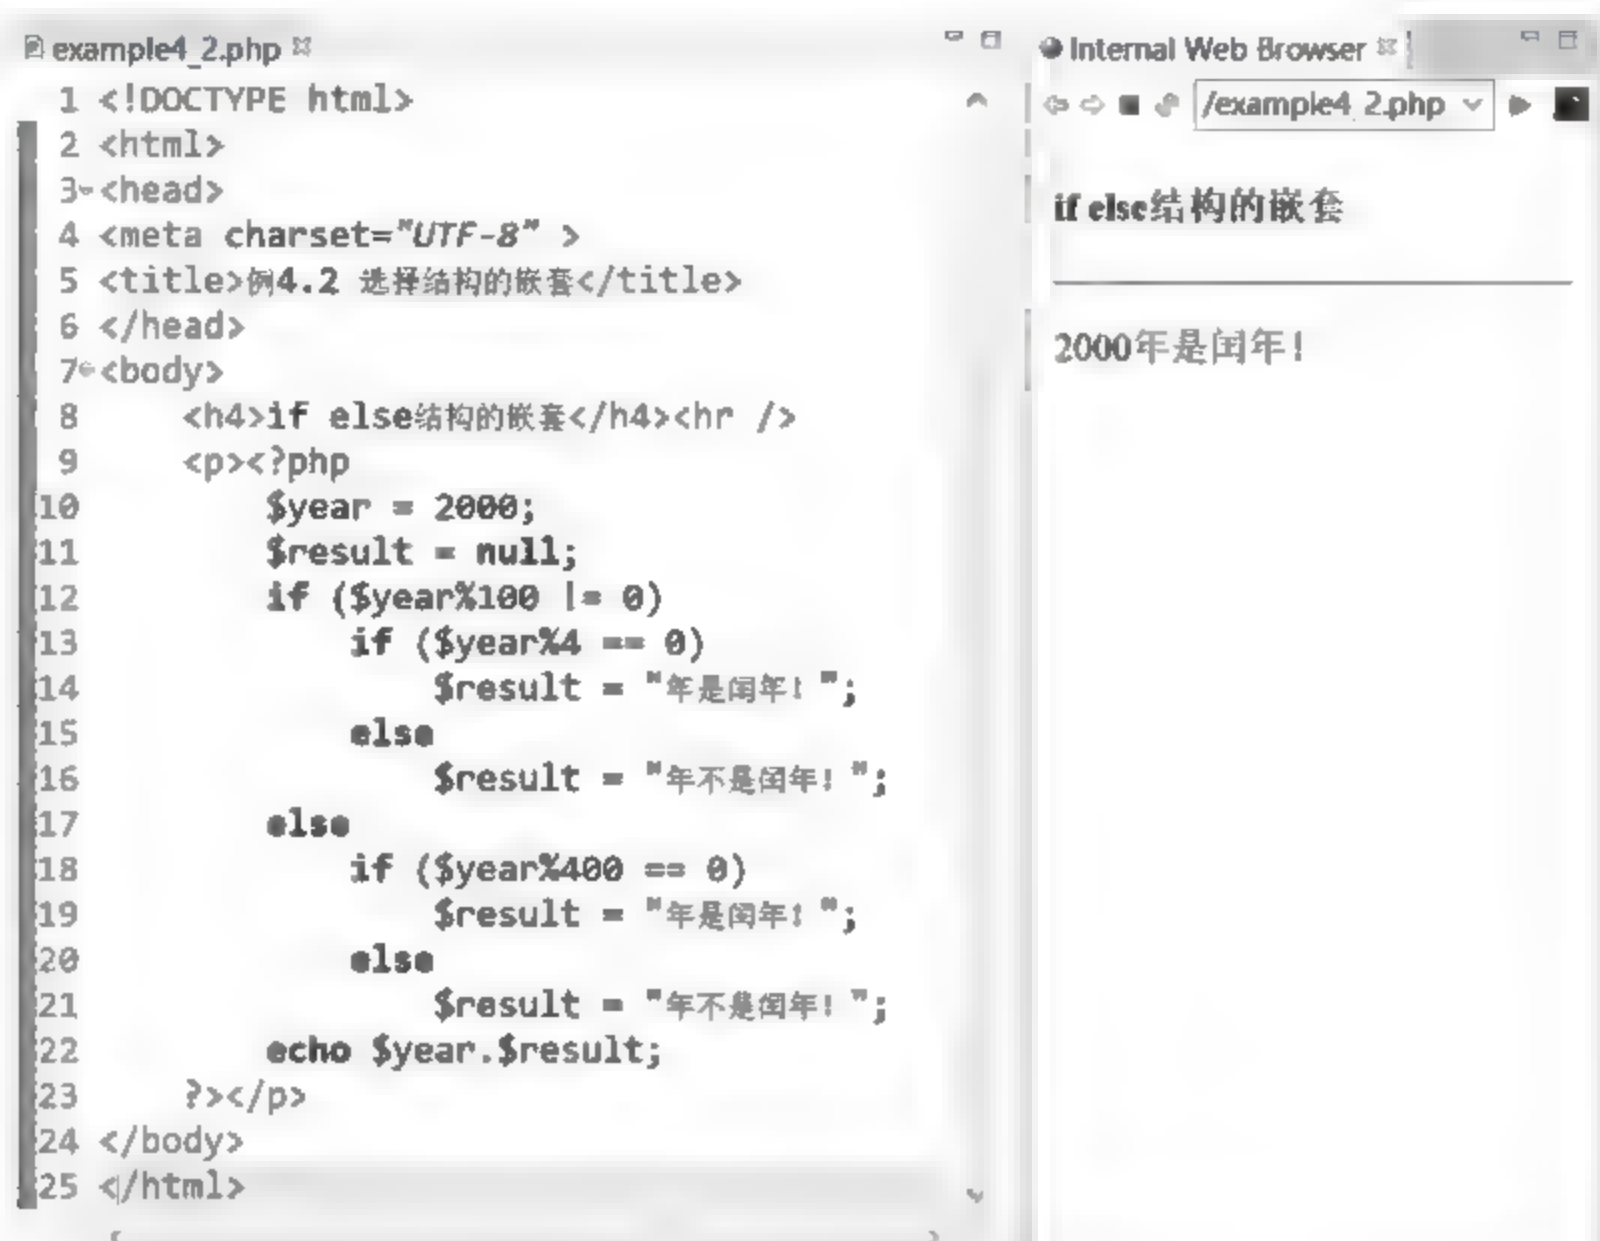 example4_2.php
1 <!DOCTYPE html>
2 <html>
3 <head>
4 <meta charset="UTF-8" >
5 <title>例4.2 选择结构的嵌套</title>
6 </head>
7 <body>
8     <h4>if else结构的嵌套</h4><hr />
9     <p><?php
10         $year = 2000;
11         $result = null;
12         if ($year%100 != 0)
13             if ($year%4 == 0)
14                 $result = "年是闰年!";
15             else
16                 $result = "年不是闰年!";
17         else
18             if ($year%400 == 0)
19                 $result = "年是闰年!";
20             else
21                 $result = "年不是闰年!";
22         echo $year.$result;
23     ?></p>
24 </body>
25 </html>
Internal Web Browser
/example4_2.php
if else结构的嵌套
2000年是闰年!